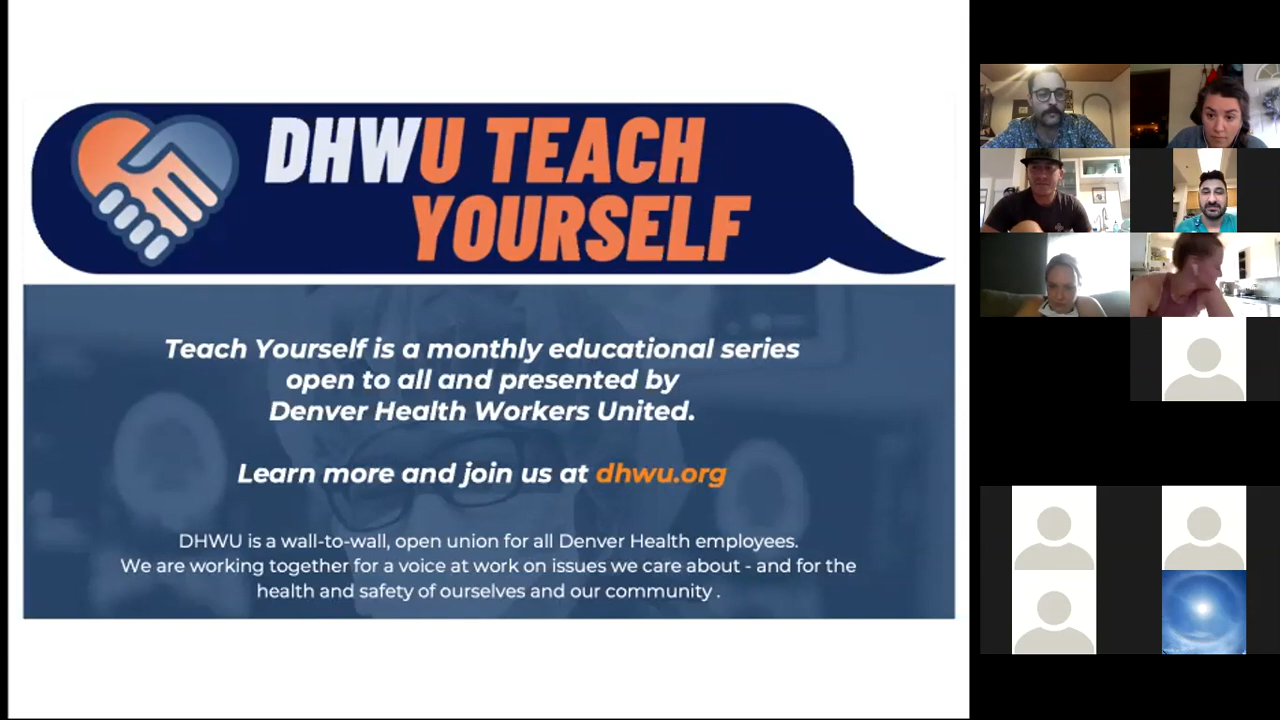 DHWU TEACH
YOURSELF
Teach Yourself is a monthly educational series
open to all and presented by
Denver Health Workers United.
Learn more and join us at dhwu.org
DHWU is a wall-to-wall, open union for all Denver Health employees.
We are working together for a voice at work on issues we care about - and for the
health and safety of ourselves and our community .